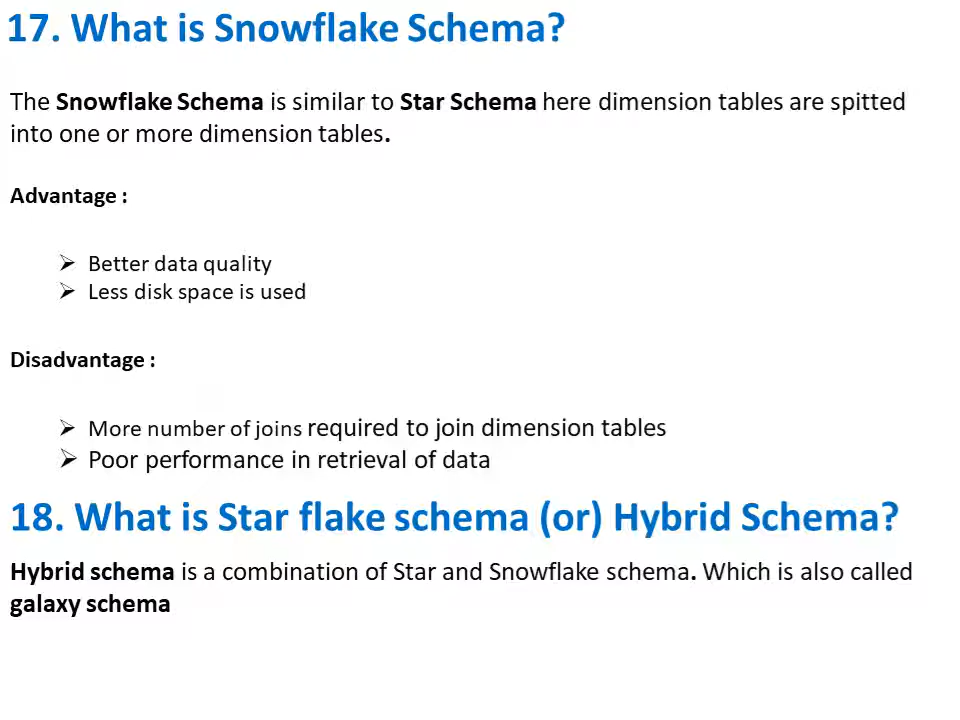 17. What is Snowflake Schema?
The Snowflake Schema is similar to Star Schema here dimension tables are spitted
into one or more dimension tables.
Advantage :
➢ Better data quality
➢ Less disk space is used
Disadvantage :
➢ More number of joins required to join dimension tables
➢ Poor performance in retrieval of data
18. What is Star flake schema (or) Hybrid Schema?
Hybrid schema is a combination of Star and Snowflake schema. Which is also called
galaxy schema